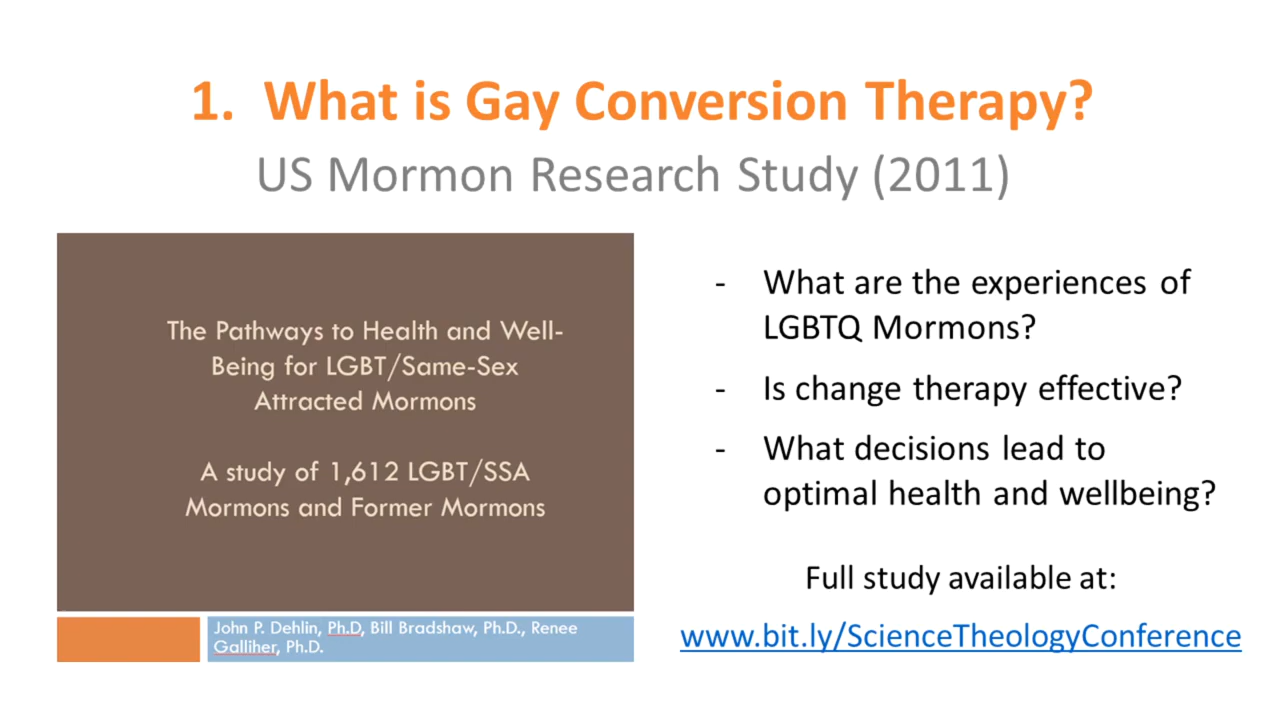 1. What is Gay Conversion Therapy?
US Mormon Research Study (2011)
The Pathways to Health and Well-
Being for LGBT/Same-Sex
Attracted Mormons
A study of 1,612 LGBT/SSA
Mormons and Former Mormons
John P. Dehlin, Ph.D, Bill Bradshaw, Ph.D., Renee
Galliher, Ph.D.
- What are the experiences of
LGBTQ Mormons?
- Is change therapy effective?
- What decisions lead to
optimal health and wellbeing?
Full study available at:
www.bit.ly/ScienceTheologyConference